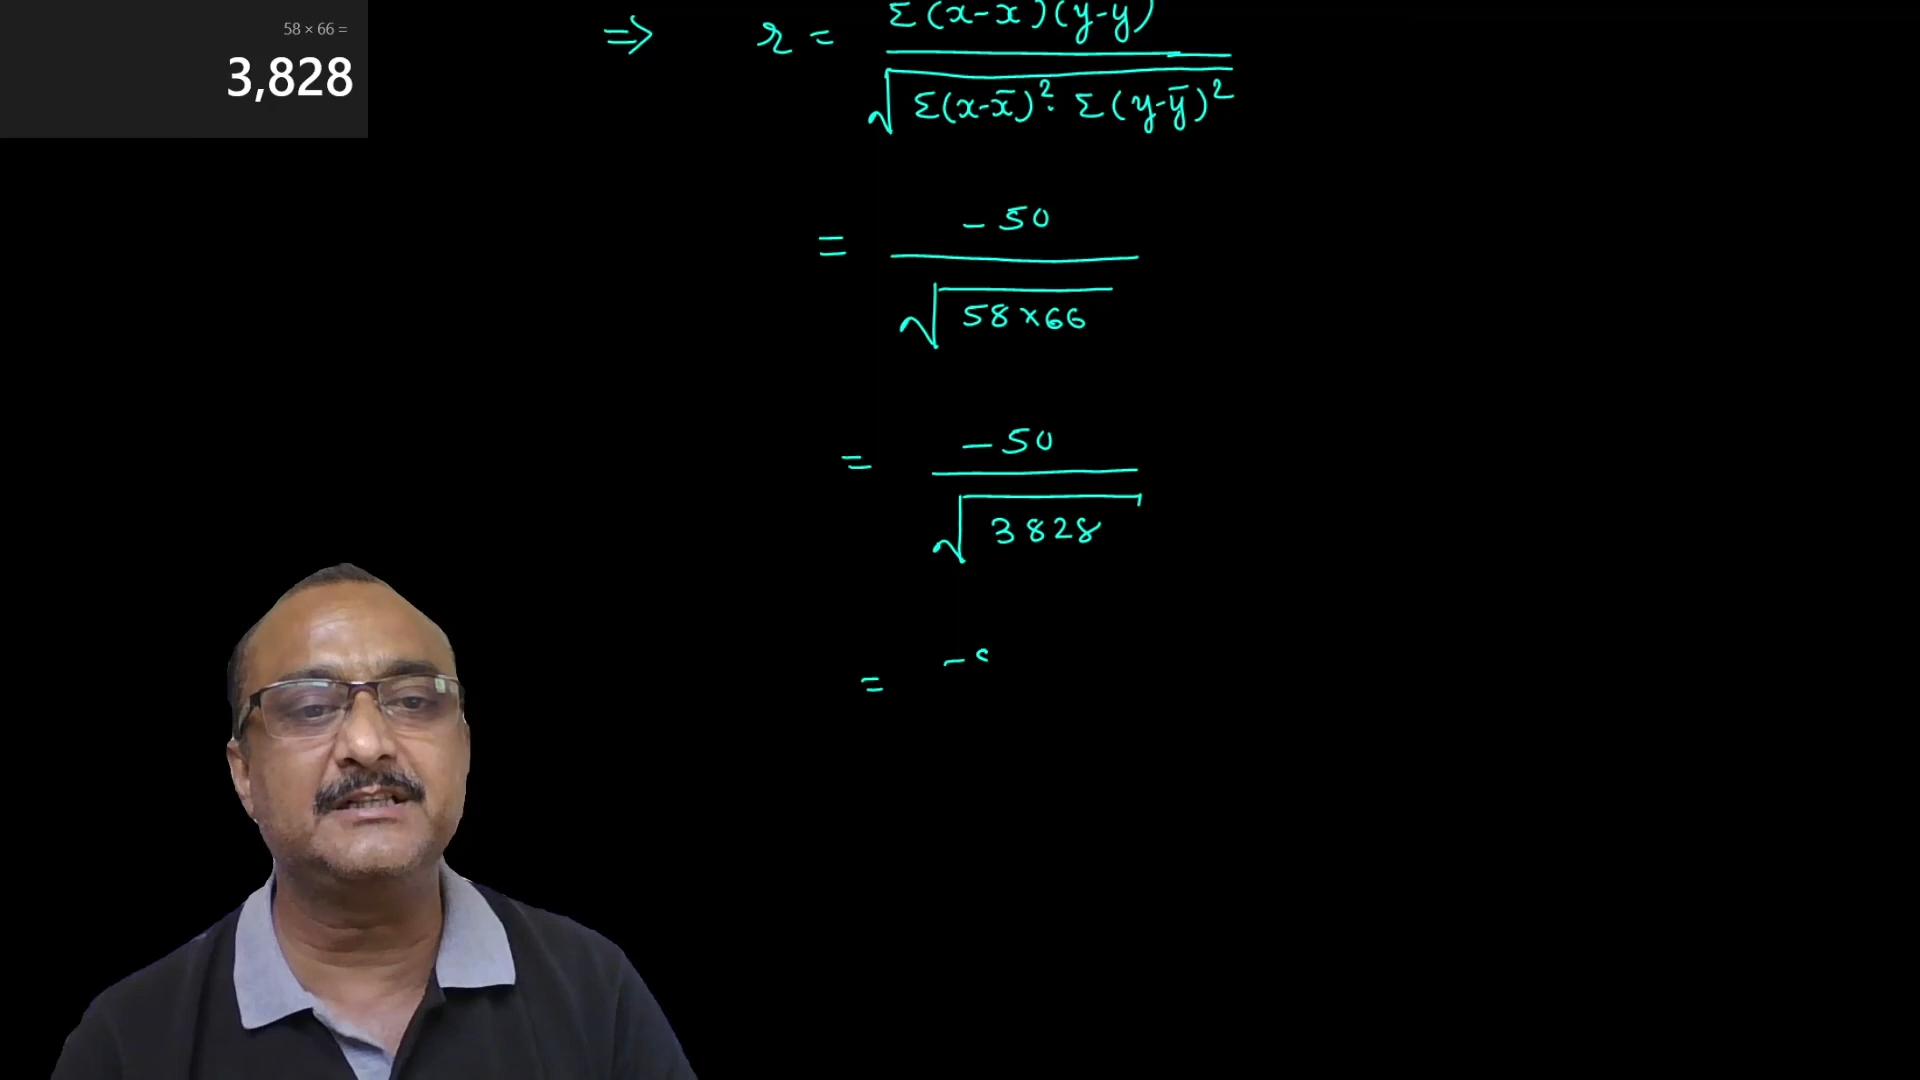 58 × 66 =
3,828
⇒ r = Σ(x-x̄)(y-y̅) / √Σ(x-x̄)²· Σ(y-ȳ)²
= -50 / √58×66
= -50 / √3828
= -